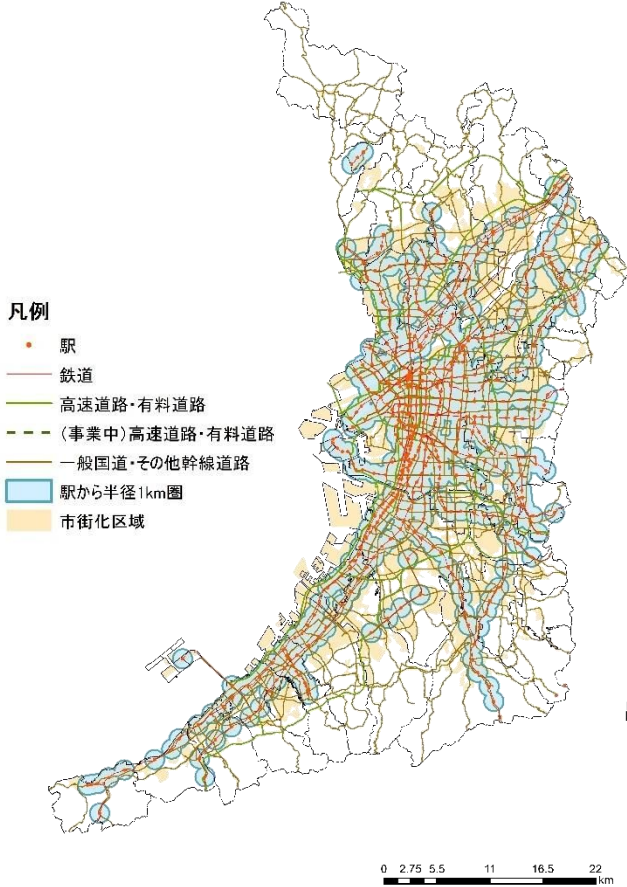 凡例
駅
鉄道
高速道路・有料道路
(事業中)高速道路・有料道路
一般国道・その他幹線道路
駅から半径1km圏
市街化区域
0 2.75 5.5 11 16.5 22
km